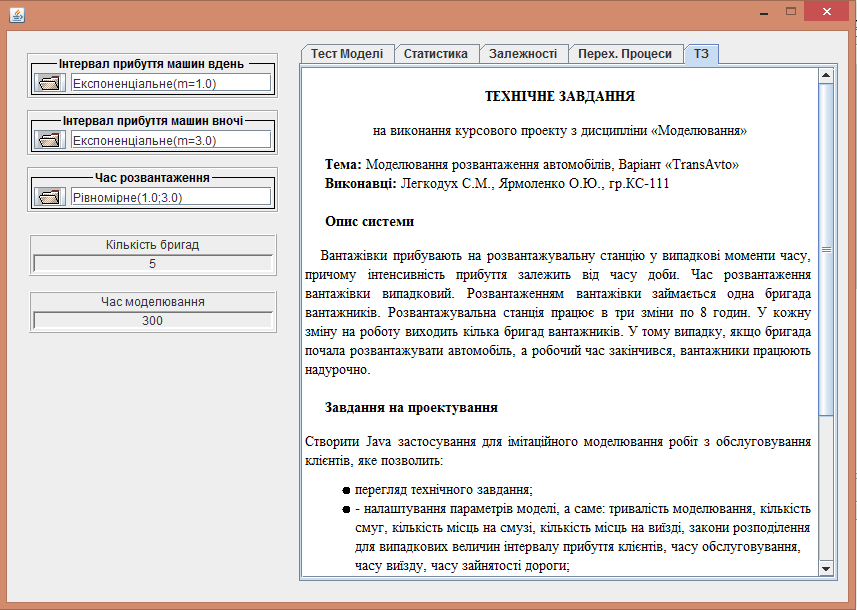 Інтервал прибуття машин вдень
Експоненціальне(m=1.0)
Інтервал прибуття машин вночі
Експоненціальне(m=3.0)
Час розвантаження
Рівномірне(1.0;3.0)
Кількість бригад
5
Час моделювання
300
Тест Моделі
Статистика
Залежності
Перех. Процеси
ТЗ
ТЕХНІЧНЕ ЗАВДАННЯ
на виконання курсового проекту з дисципліни «Моделювання»
Тема: Моделювання розвантаження автомобілів, Варіант «TransAvto»
Виконавці: Легкодух С.М., Ярмоленко О.Ю., гр.КС-111
Опис системи
Вантажівки прибувають на розвантажувальну станцію у випадкові моменти часу,
причому інтенсивність прибуття залежить від часу доби. Час розвантаження
вантажівки випадковий. Розвантаженням вантажівки займається одна бригада
вантажників. Розвантажувальна станція працює в три зміни по 8 годин. У кожну
зміну на роботу виходить кілька бригад вантажників. У тому випадку, якщо бригада
почала розвантажувати автомобіль, а робочий час закінчився, вантажники працюють
надурочно.
Завдання на проектування
Створити Java застосування для імітаційного моделювання робіт з обслуговування
клієнтів, яке позволить:
● перегляд технічного завдання;
● - налаштування параметрів моделі, а саме: тривалість моделювання, кількість
смуг, кількість місць на смузі, кількість місць на виїзді, закони розподілення
для випадкових величин інтервалу прибуття клієнтів, часу обслуговування,
часу виїзду, часу зайнятості дороги;